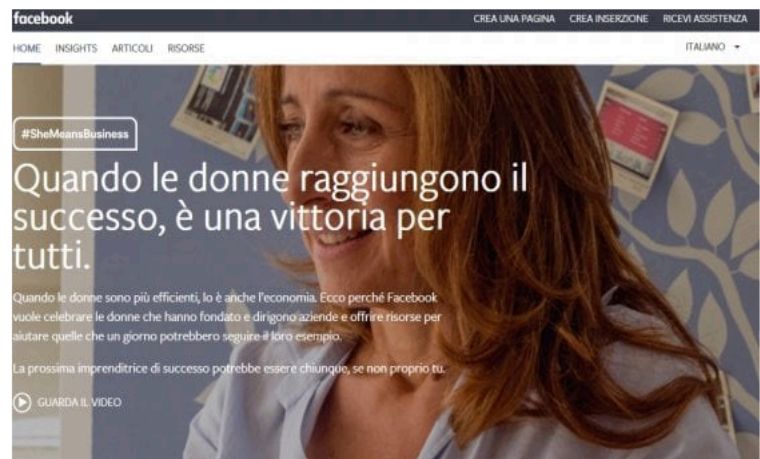 facebook
CREA UNA PAGINA CREA INSERZIONE RICEVI ASSISTENZA
HOME INSIGHTS ARTICOLI RISORSE
ITALIANO
#SheMeansBusiness
Quando le donne raggiungono il
successo, è una vittoria per
tutti.
Quando le donne sono più efficienti, lo è anche l'economia. Ecco perché Facebook
vuole celebrare le donne che hanno fondato e dirigono aziende e offrire risorse per
aiutare quelle che un giorno potrebbero seguire il loro esempio.
La prossima imprenditrice di successo potrebbe essere chiunque, se non proprio tu.
GUARDA IL VIDEO